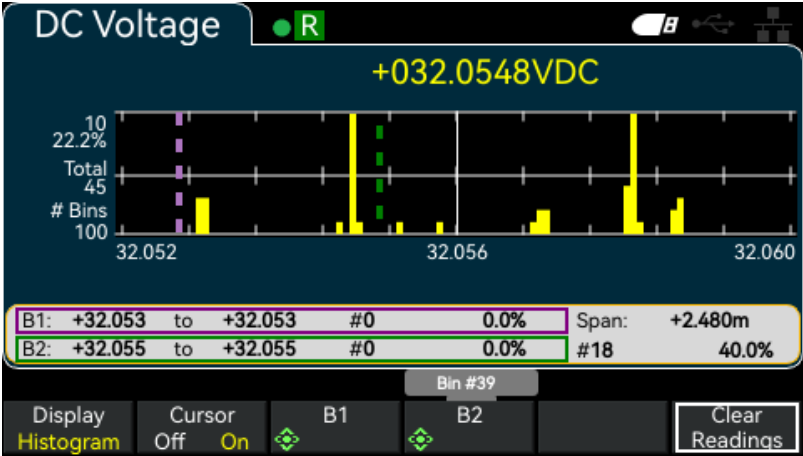 DC Voltage R
+032.0548VDC
10
22.2%
Total
45
# Bins
100
32.052 32.056 32.060
B1: +32.053 to +32.053 #0 0.0% Span: +2.480m
B2: +32.055 to +32.055 #0 0.0% #18 40.0%
Bin #39
Display Cursor B1 B2 Clear
Histogram Off On Readings